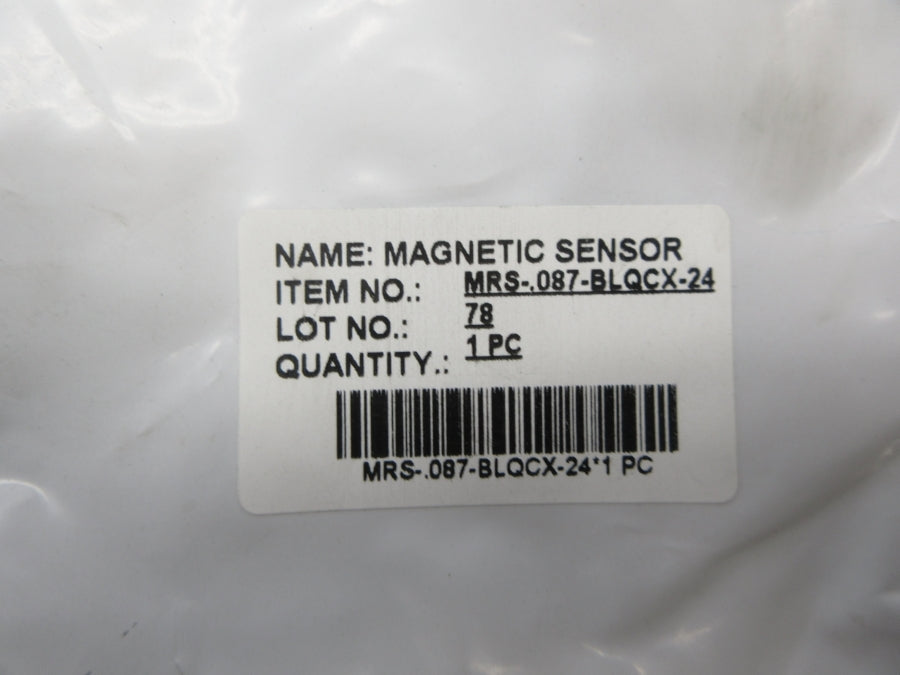 NAME: MAGNETIC SENSOR
ITEM NO.: MRS-.087-BLQCX-24
LOT NO.: 78
QUANTITY.: 1 PC
MRS-.087-BLQCX-24*1 PC